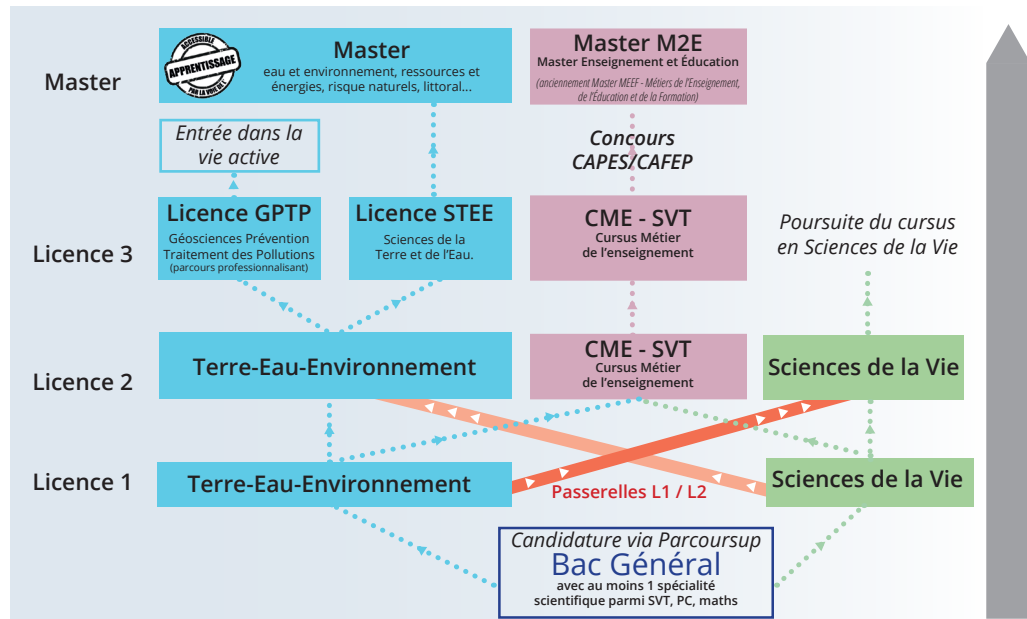 Master
ACCESSIBLE
APPRENTISSAGE
PAR LA VOIE DE L'
Master
eau et environnement, ressources et
énergies, risque naturels, littoral...
Master M2E
Master Enseignement et Éducation
(anciennement Master MEEF - Métiers de l'Enseignement,
de l'Éducation et de la Formation)
Entrée dans la
vie active
Concours
CAPES/CAFEP
Licence 3
Licence GPTP
Géosciences Prévention
Traitement des Pollutions
(parcours professionnalisant)
Licence STEE
Sciences de la
Terre et de l'Eau.
CME - SVT
Cursus Métier
de l'enseignement
Poursuite du cursus
en Sciences de la Vie
Licence 2
Terre-Eau-Environnement
CME - SVT
Cursus Métier
de l'enseignement
Sciences de la Vie
Licence 1
Terre-Eau-Environnement
Passerelles L1 / L2
Sciences de la Vie
Candidature via Parcoursup
Bac Général
avec au moins 1 spécialité
scientifique parmi SVT, PC, maths